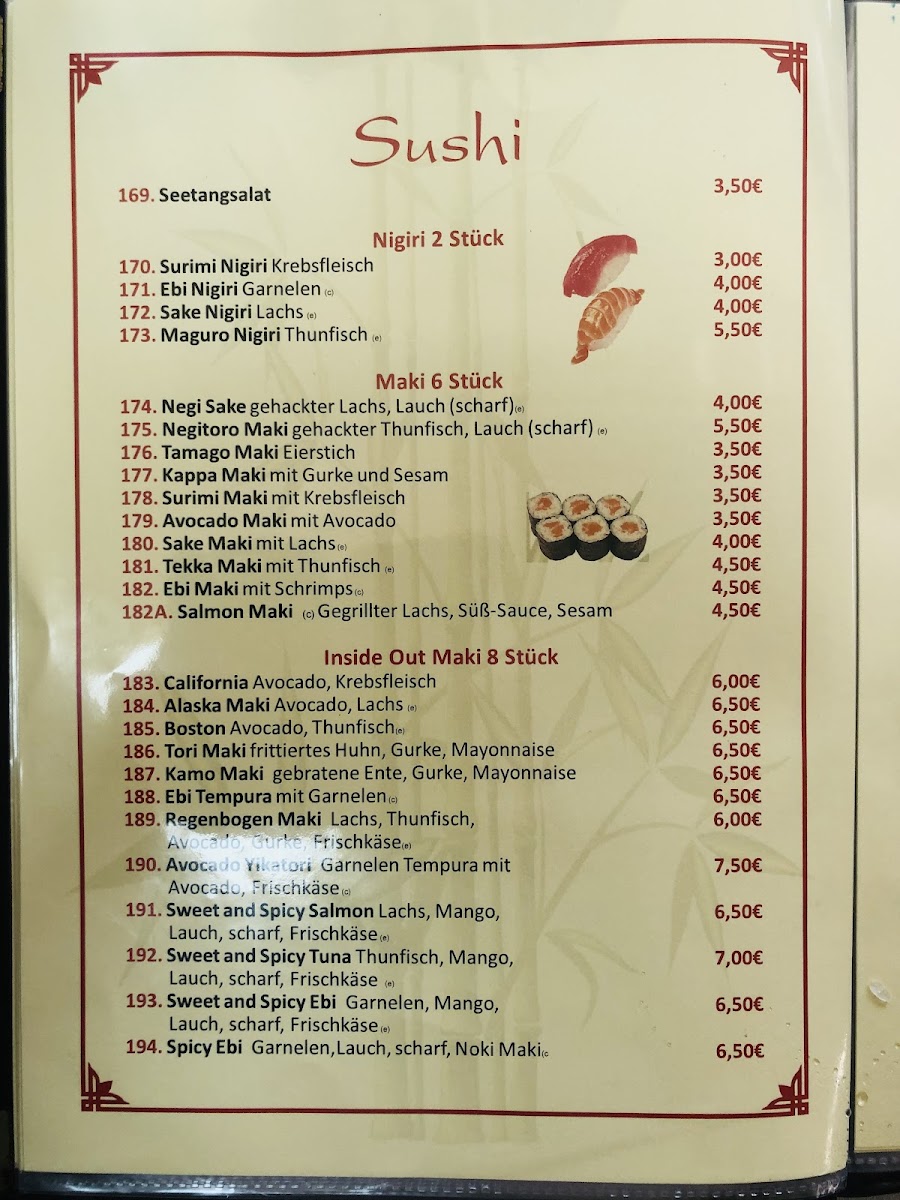 Sushi
169. Seetangsalat 3,50€
Nigiri 2 Stück
170. Surimi Nigiri Krebsfleisch 3,00€
171. Ebi Nigiri Garnelen (c) 4,00€
172. Sake Nigiri Lachs (e) 4,00€
173. Maguro Nigiri Thunfisch (e) 5,50€
Maki 6 Stück
174. Negi Sake gehackter Lachs, Lauch (scharf)(e) 4,00€
175. Negitoro Maki gehackter Thunfisch, Lauch (scharf) (e) 5,50€
176. Tamago Maki Eierstich 3,50€
177. Kappa Maki mit Gurke und Sesam 3,50€
178. Surimi Maki mit Krebsfleisch 3,50€
179. Avocado Maki mit Avocado 3,50€
180. Sake Maki mit Lachs(e) 4,00€
181. Tekka Maki mit Thunfisch (e) 4,50€
182. Ebi Maki mit Schrimps(c) 4,50€
182A. Salmon Maki (c) Gegrillter Lachs, Süß-Sauce, Sesam 4,50€
Inside Out Maki 8 Stück
183. California Avocado, Krebsfleisch 6,00€
184. Alaska Maki Avocado, Lachs (e) 6,50€
185. Boston Avocado, Thunfisch(e) 6,50€
186. Tori Maki frittiertes Huhn, Gurke, Mayonnaise 6,50€
187. Kamo Maki gebratene Ente, Gurke, Mayonnaise 6,50€
188. Ebi Tempura mit Garnelen(c) 6,50€
189. Regenbogen Maki Lachs, Thunfisch, 6,00€
Avocado, Gurke, Frischkäse(e)
190. Avocado Yikatori Garnelen Tempura mit 7,50€
Avocado, Frischkäse(c)
191. Sweet and Spicy Salmon Lachs, Mango, 6,50€
Lauch, scharf, Frischkäse(e)
192. Sweet and Spicy Tuna Thunfisch, Mango, 7,00€
Lauch, scharf, Frischkäse (e)
193. Sweet and Spicy Ebi Garnelen, Mango, 6,50€
Lauch, scharf, Frischkäse(e)
194. Spicy Ebi Garnelen,Lauch, scharf, Noki Maki(c 6,50€